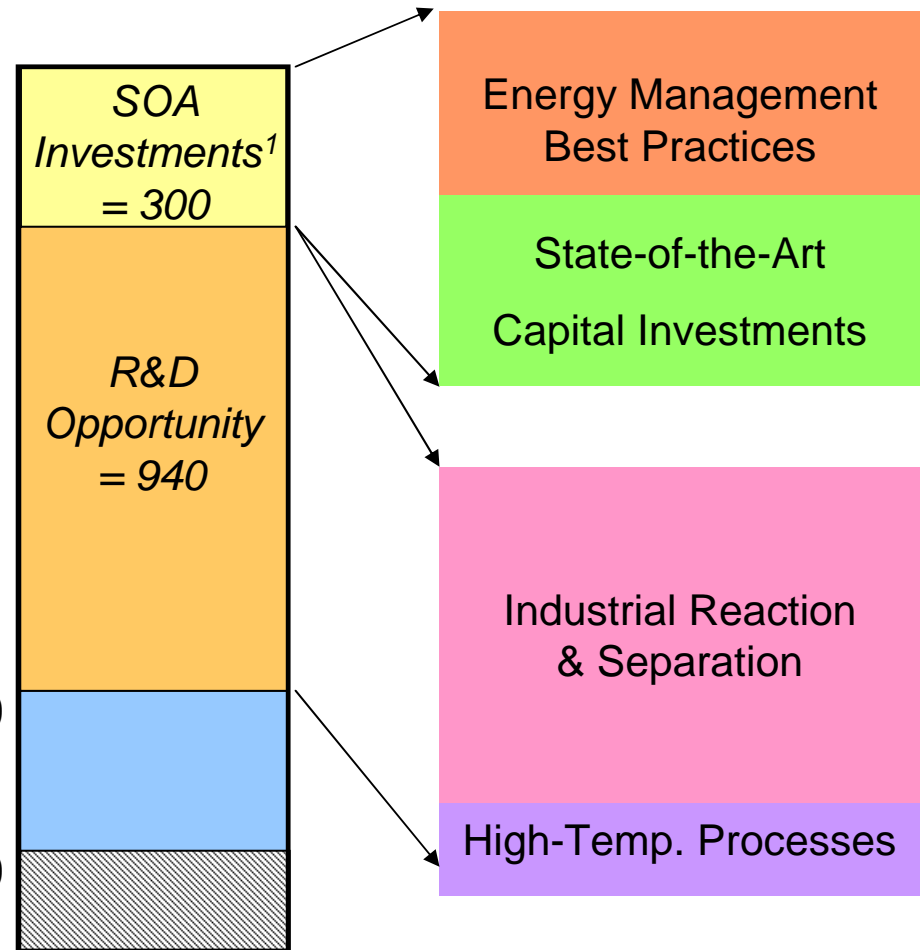 SOA
Investments¹
= 300
R&D
Opportunity
= 940
)
)
Energy Management
Best Practices
State-of-the-Art
Capital Investments
Industrial Reaction
& Separation
High-Temp. Processes